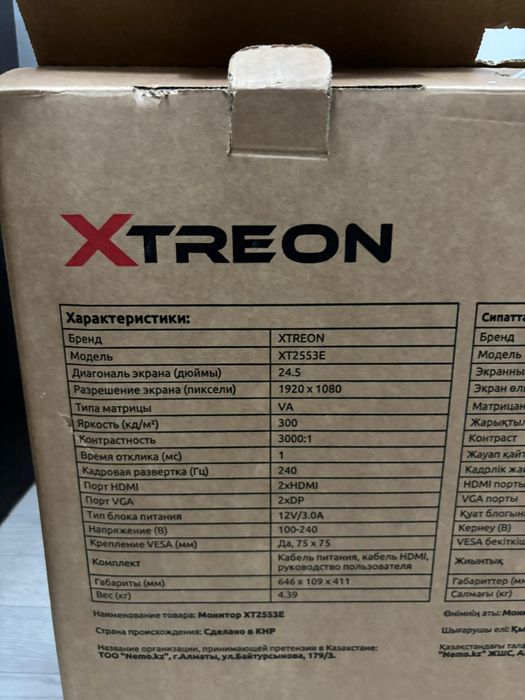 XTREON
Характеристики:
Бренд XTREON
Модель XT2553E
Диагональ экрана (дюймы) 24.5
Разрешение экрана (пиксели) 1920 x 1080
Типа матрицы VA
Яркость (кд/м²) 300
Контрастность 3000:1
Время отклика (мс) 1
Кадровая развертка (Гц) 240
Порт HDMI 2xHDMI
Порт VGA 2xDP
Тип блока питания 12V/3.0A
Напряжение (В) 100-240
Крепление VESA (мм) Да, 75 x 75
Комплект Кабель питания, кабель HDMI,
руководство пользователя
Габариты (мм) 646 x 109 x 411
Вес (кг) 4.39
Наименование товара: Монитор XT2553E
Страна происхождения: Сделано в КНР
Название организации, принимающей претензии в Казахстане:
ТОО "Nemo.kz", г.Алматы, ул.Байтурсынова, 179/3.
Сипатт
Бренд
Модель
Экранны
Экран өл
Матрицан
Жарықтыл
Контраст
Жауап қайт
Кадрлік жа
HDMI порты
VGA порты
Қуат блогын
Кернеу (В)
VESA бекіткіш
Жиынтық
Габариттер (м
Салмағы (кг)
Өнімнің аты: Мон
Шығарушы елі: Қы
Қазақстандағы тала
"Nemo.kz" ЖШС, А